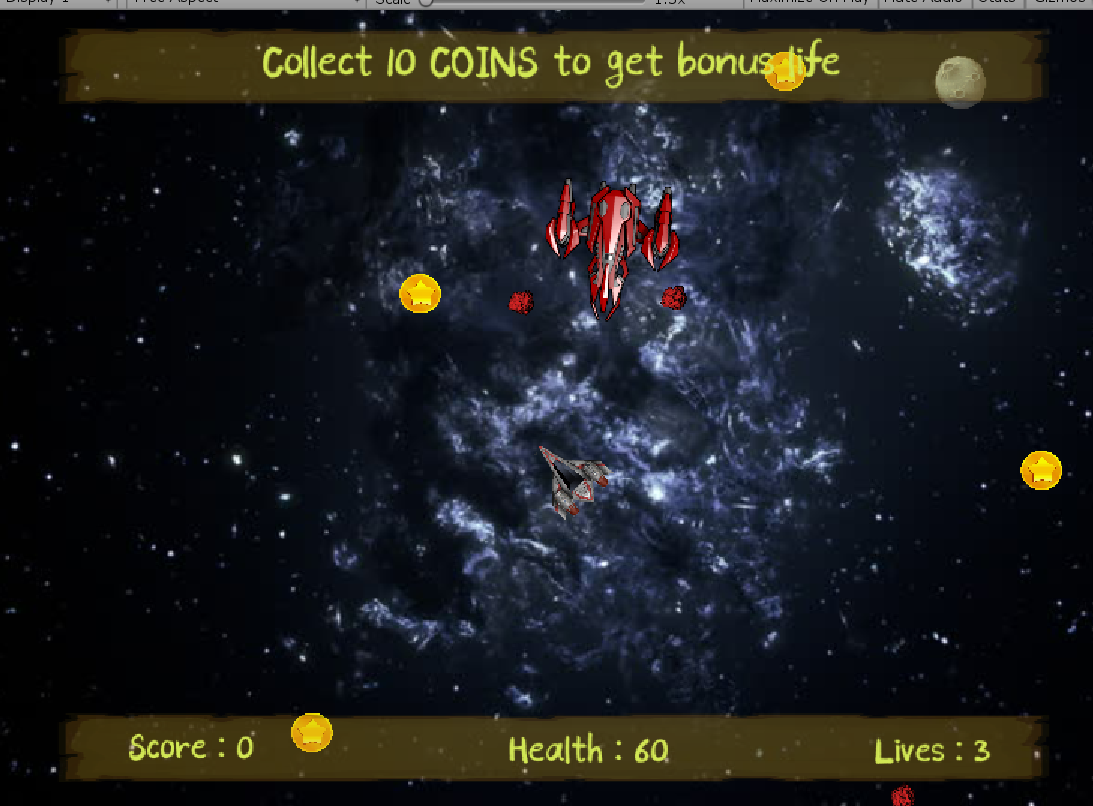 Collect 10 COINS to get bonus life
Score : 0
Health : 60
Lives : 3